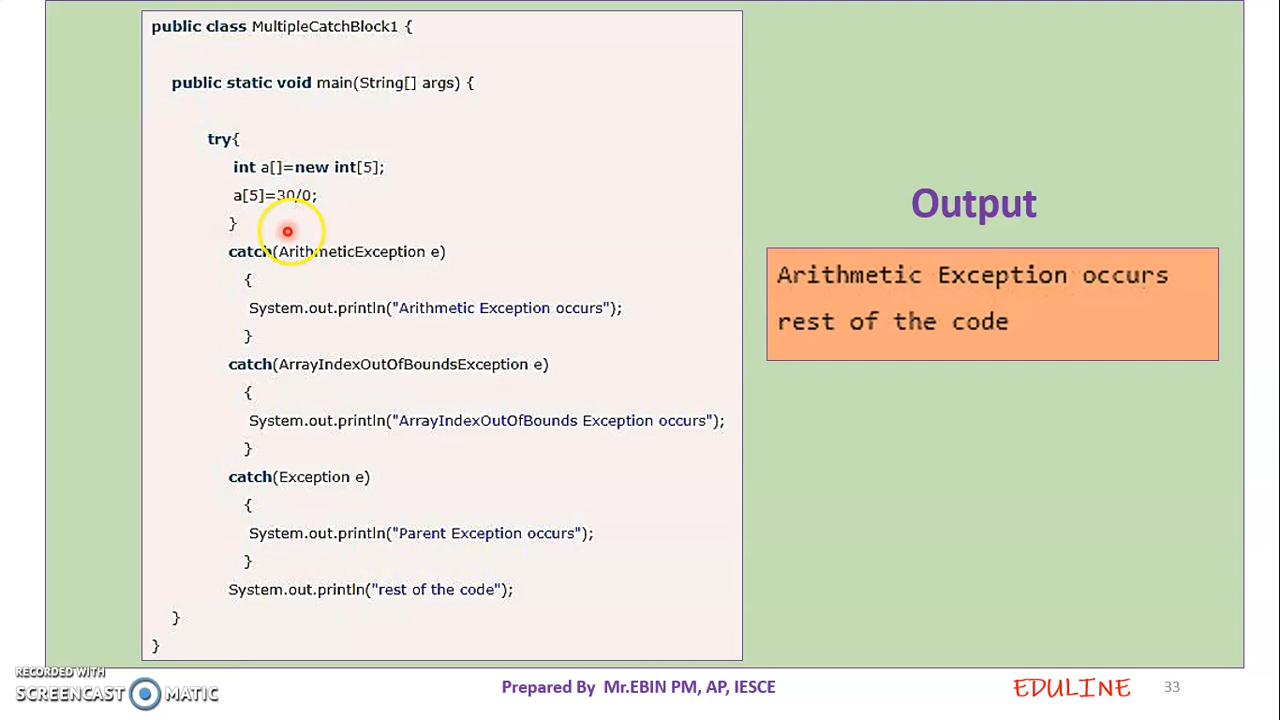 public class MultipleCatchBlock1 {
public static void main(String[] args) {
try{
int a[]=new int[5];
a[5]=30/0;
}
catch(ArithmeticException e)
{
System.out.println("Arithmetic Exception occurs");
}
catch(ArrayIndexOutOfBoundsException e)
{
System.out.println("ArrayIndexOutOfBounds Exception occurs");
}
catch(Exception e)
{
System.out.println("Parent Exception occurs");
}
System.out.println("rest of the code");
}
}
Output
Arithmetic Exception occurs
rest of the code
RECORDED WITH
SCREENCAST MATIC
Prepared By Mr.EBIN PM, AP, IESCE
EDULINE
33